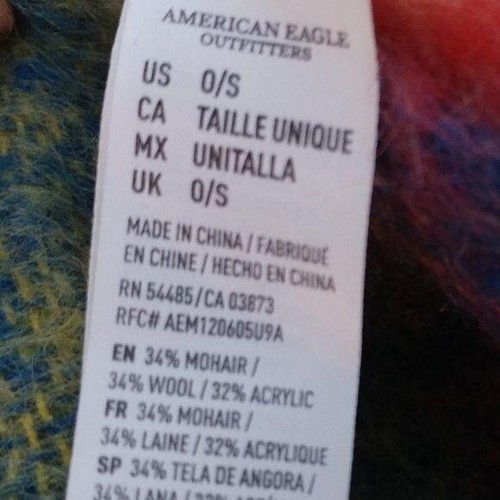 AMERICAN EAGLE
OUTFITTERS
US O/S
CA TAILLE UNIQUE
MX UNITALLA
UK O/S
MADE IN CHINA / FABRIQUÉ
EN CHINE / HECHO EN CHINA
RN 54485/CA 03873
RFC# AEM120605U9A
EN 34% MOHAIR /
34% WOOL / 32% ACRYLIC
FR 34% MOHAIR /
34% LAINE / 32% ACRYLIQUE
SP 34% TELA DE ANGORA /
34% LANA /